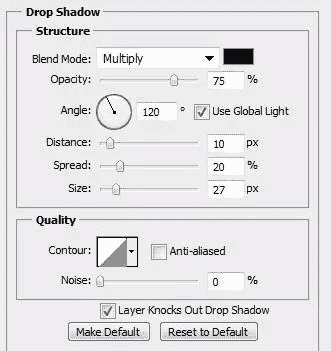 Drop Shadow
Structure
Blend Mode: Multiply
Opacity: 75 %
Angle: 120 ° Use Global Light
Distance: 10 px
Spread: 20 %
Size: 27 px
Quality
Contour: Anti-aliased
Noise: 0 %
Layer Knocks Out Drop Shadow
Make Default Reset to Default